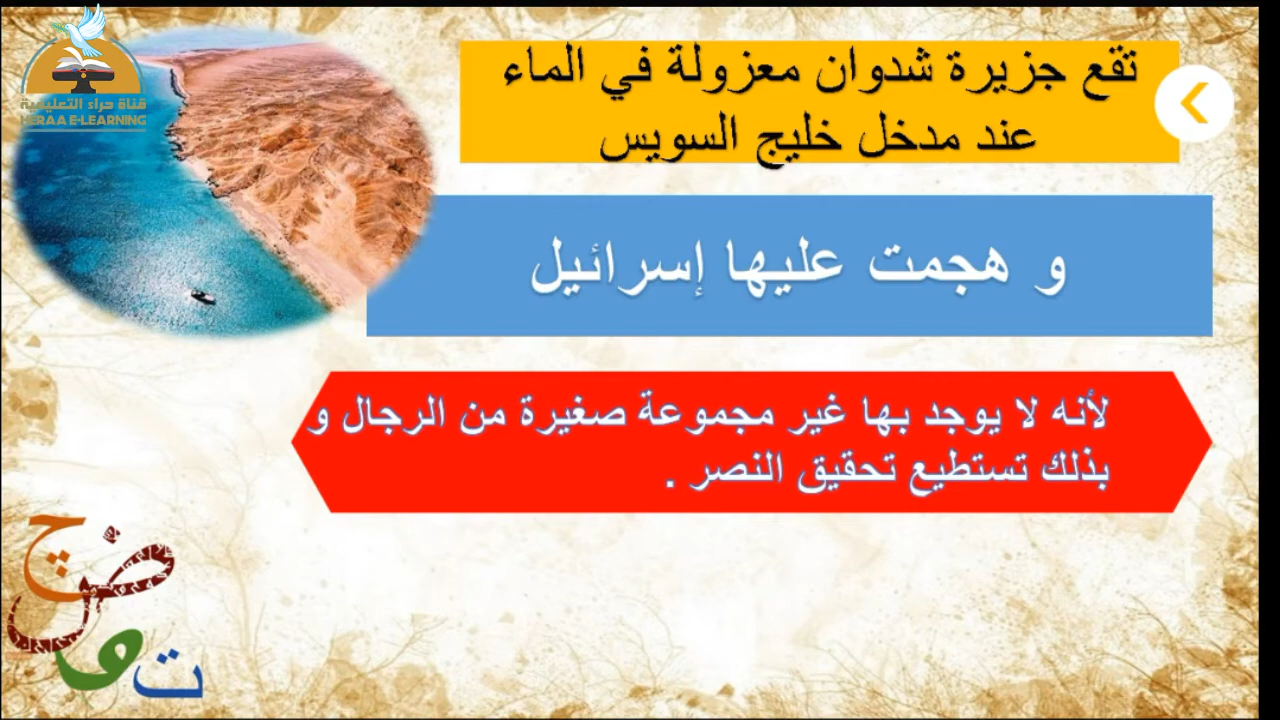 قناة حراء التعليمية
HERAA E-LEARNING
تقع جزيرة شدوان معزولة في الماء
عند مدخل خليج السويس
و هجمت عليها إسرائيل
لأنه لا يوجد بها غير مجموعة صغيرة من الرجال و
بذلك تستطيع تحقيق النصر .
ج
ض
و
ت